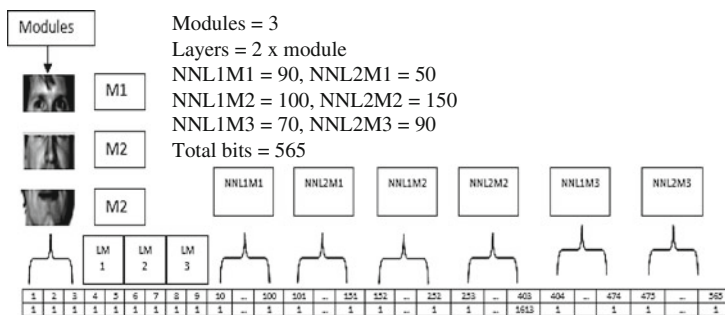 Modules
Modules = 3
Layers = 2 x module
NNL1M1 = 90, NNL2M1 = 50
NNL1M2 = 100, NNL2M2 = 150
NNL1M3 = 70, NNL2M3 = 90
Total bits = 565
M1
M2
M2
NNL1M1 NNL2M1 NNL1M2 NNL2M2 NNL1M3 NNL2M3
LM 1 LM 2 LM 3
1 2 3 4 5 6 7 8 9 10 ... 100 101 ... 151 152 ... 252 253 ... 403 404 ... 474 475 ... 565
1 1 1 1 1 1 1 1 1 1 ... 1 1 ... 1 1 ... 1 1 ... 1613 1 ... 1 1 ... 1